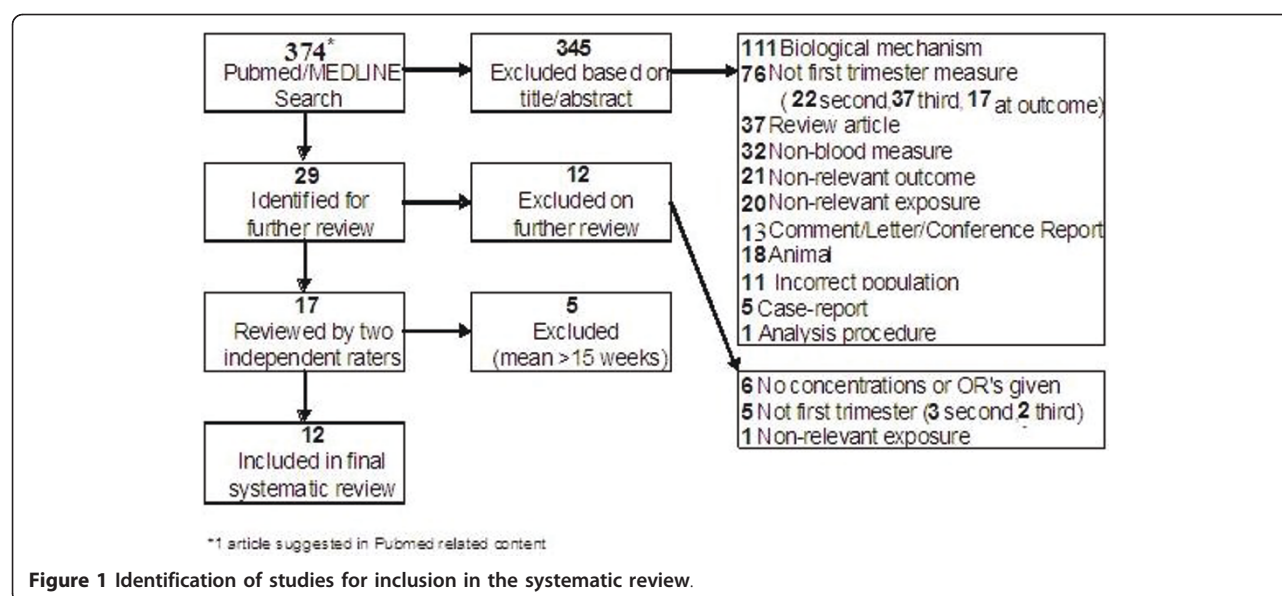 374*
Pubmed/MEDLINE
Search
345
Excluded based on
title/abstract
111 Biological mechanism
76 Not first trimester measure
( 22 second, 37 third, 17 at outcome)
37 Review article
32 Non-blood measure
21 Non-relevant outcome
20 Non-relevant exposure
13 Comment/Letter/Conference Report
18 Animal
11 Incorrect population
5 Case-report
1 Analysis procedure
29
Identified for
further review
12
Excluded on
further review
17
Reviewed by two
independent raters
5
Excluded
(mean >15 weeks)
6 No concentrations or OR's given
5 Not first trimester (3 second, 2 third)
1 Non-relevant exposure
12
Included in final
systematic review
*1 article suggested in Pubmed related content
Figure 1 Identification of studies for inclusion in the systematic review.